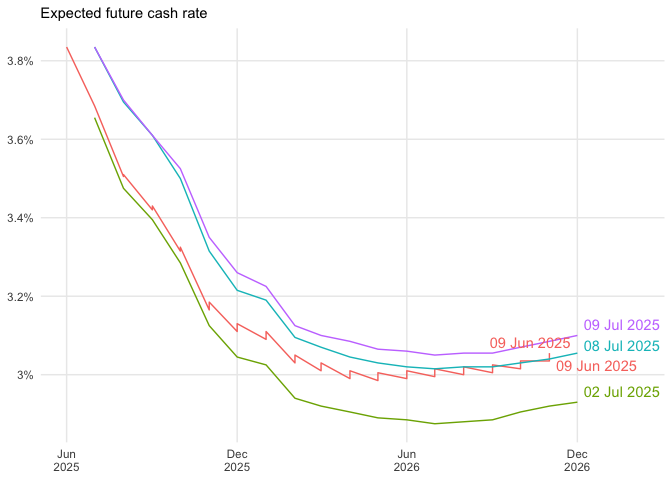 Expected future cash rate
3.8%
3.6%
3.4%
3.2%
3%
09 Jul 2025
09 Jun 2025
08 Jul 2025
09 Jun 2025
02 Jul 2025
Jun
2025
Dec
2025
Jun
2026
Dec
2026